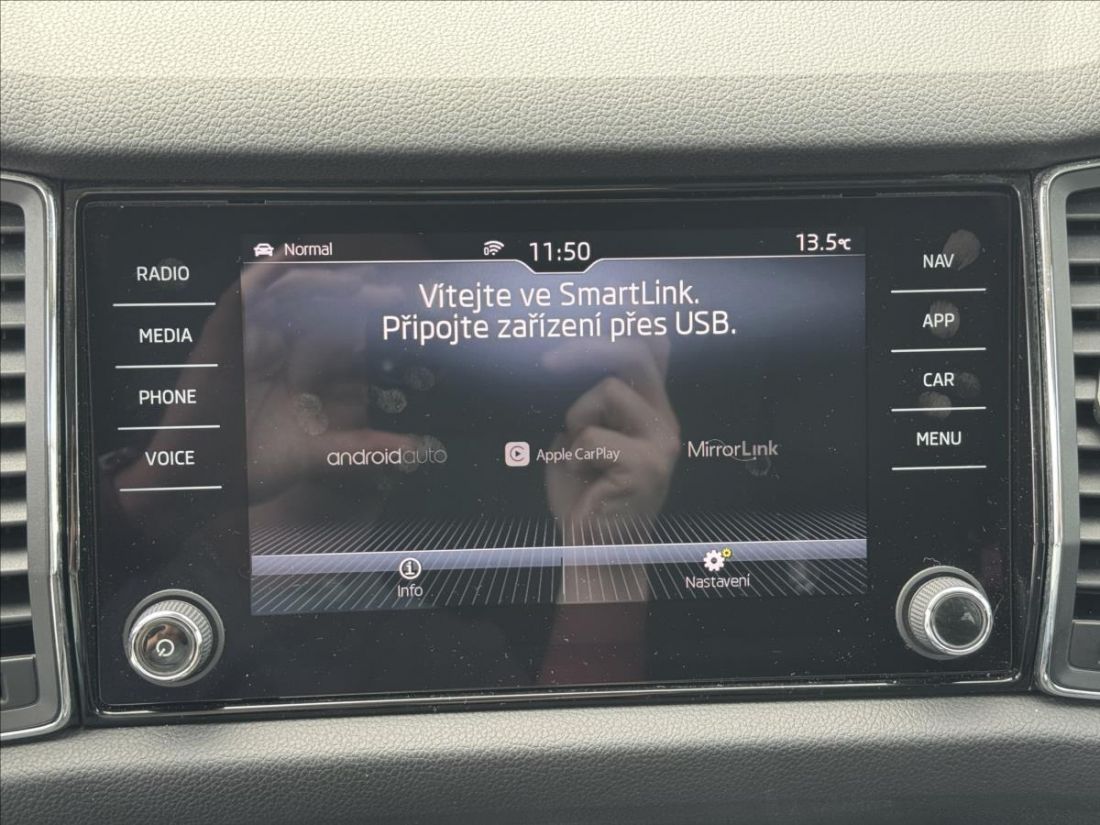 Normal
11:50
13.5°C
Vítejte ve SmartLink.
Připojte zařízení přes USB.
RADIO
MEDIA
PHONE
VOICE
androidauto
Apple CarPlay
MirrorLink
Info
Nastavení
NAV
APP
CAR
MENU